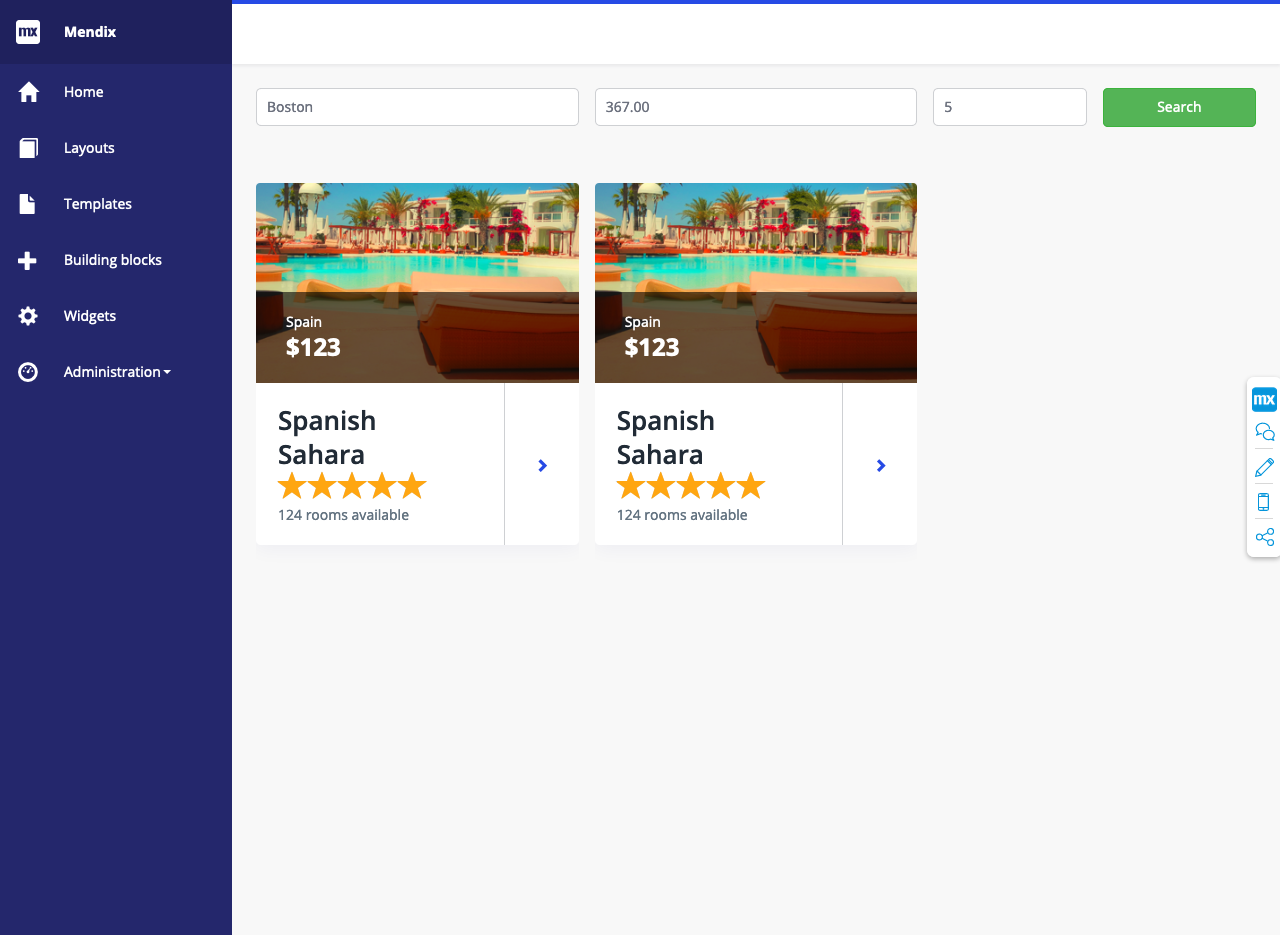 mx Mendix
Home
Layouts
Templates
Building blocks
Widgets
Administration
Boston
367.00
5
Search
Spain
$123
Spanish
Sahara
124 rooms available
Spain
$123
Spanish
Sahara
124 rooms available
mx